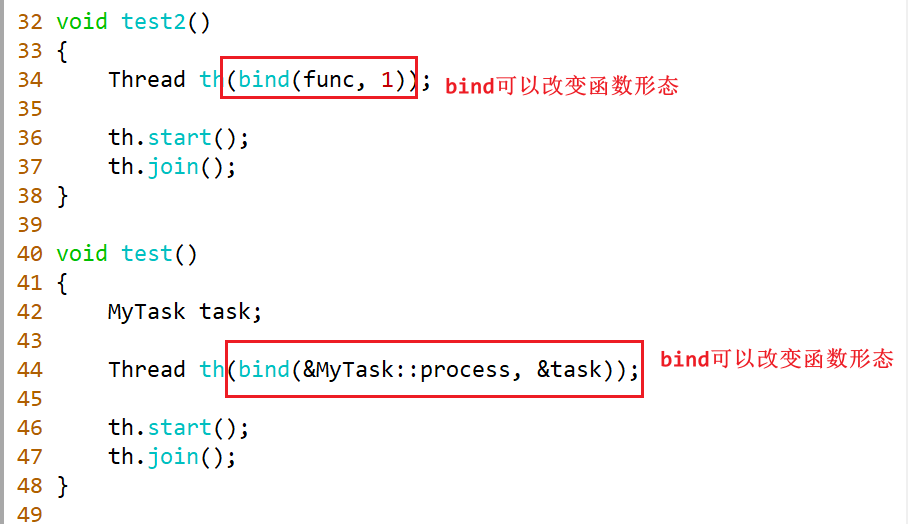 32 void test2()
33 {
34     Thread th(bind(func, 1)); bind可以改变函数形态
35
36     th.start();
37     th.join();
38 }
39
40 void test()
41 {
42     MyTask task;
43
44     Thread th(bind(&MyTask::process, &task)); bind可以改变函数形态
45
46     th.start();
47     th.join();
48 }
49